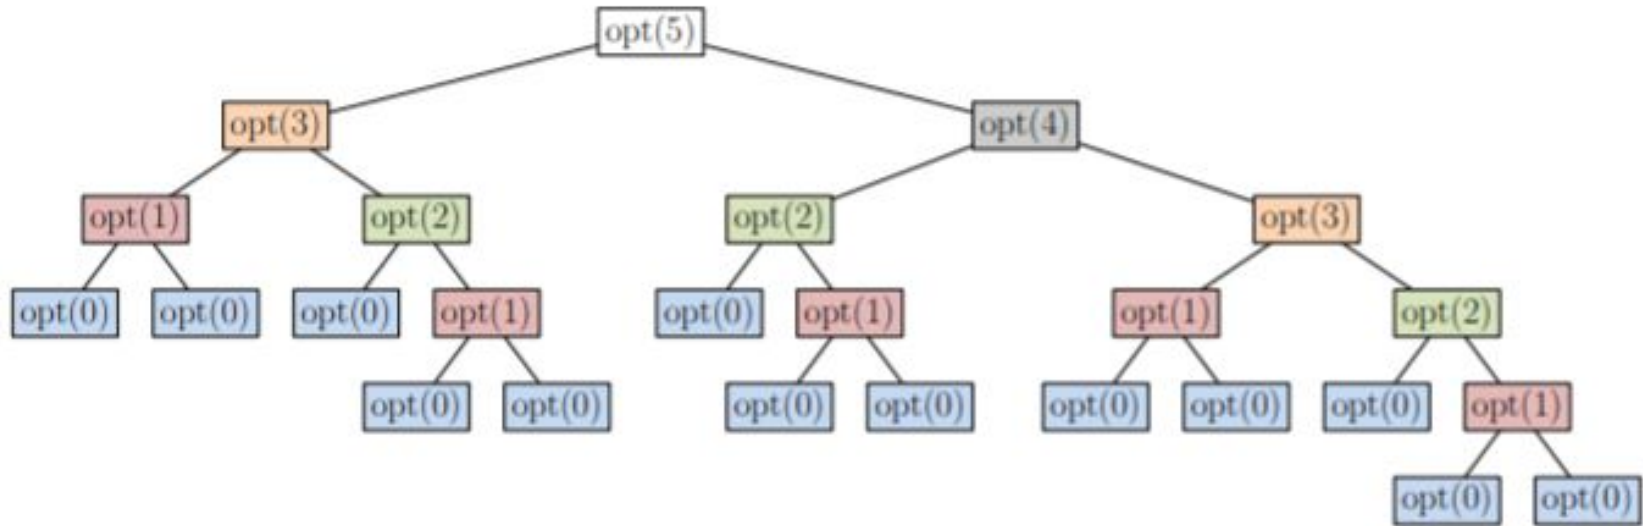 opt(5)
opt(3) opt(4)
opt(1) opt(2) opt(2) opt(3)
opt(0) opt(0) opt(0) opt(1) opt(0) opt(1) opt(1) opt(2)
opt(0) opt(0) opt(0) opt(0) opt(0) opt(0) opt(0) opt(1)
opt(0) opt(0)